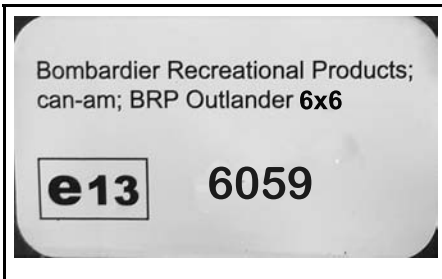 Bombardier Recreational Products;
can-am; BRP Outlander 6x6
e13 6059